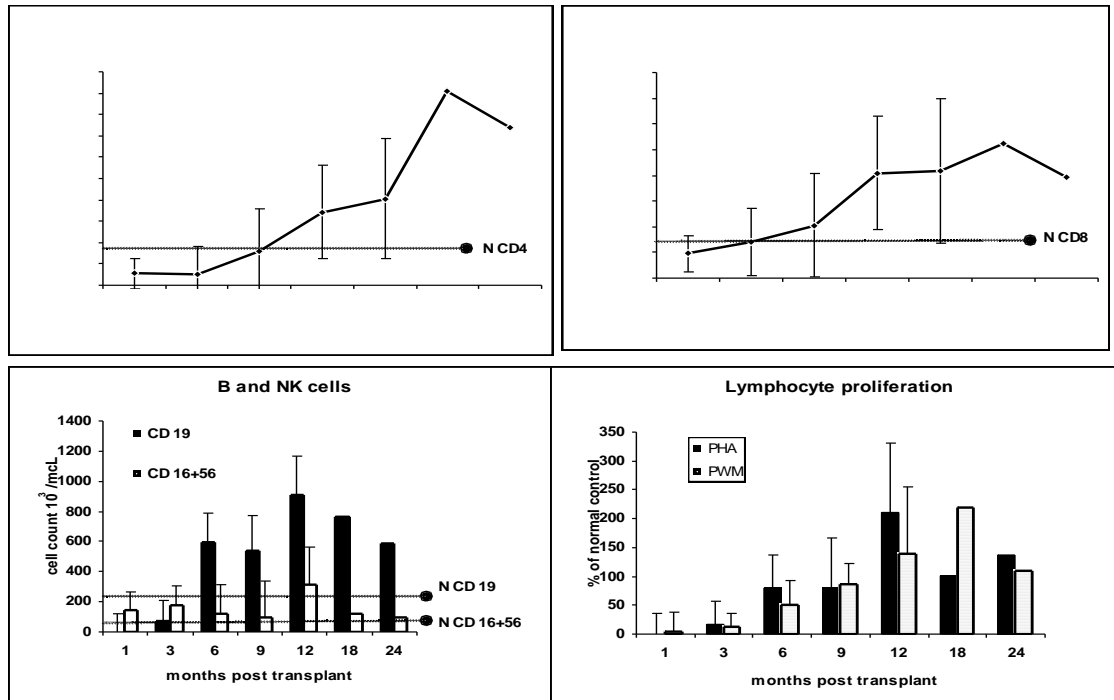 N CD4
N CD8
B and NK cells
1400
1200
1000
800
600
400
200
0
cell count 10³ /mcL
CD 19
CD 16+56
N CD 19
N CD 16+56
1 3 6 9 12 18 24
months post transplant
Lymphocyte proliferation
350
300
250
200
150
100
50
0
% of normal control
PHA
PWM
1 3 6 9 12 18 24
months post transplant